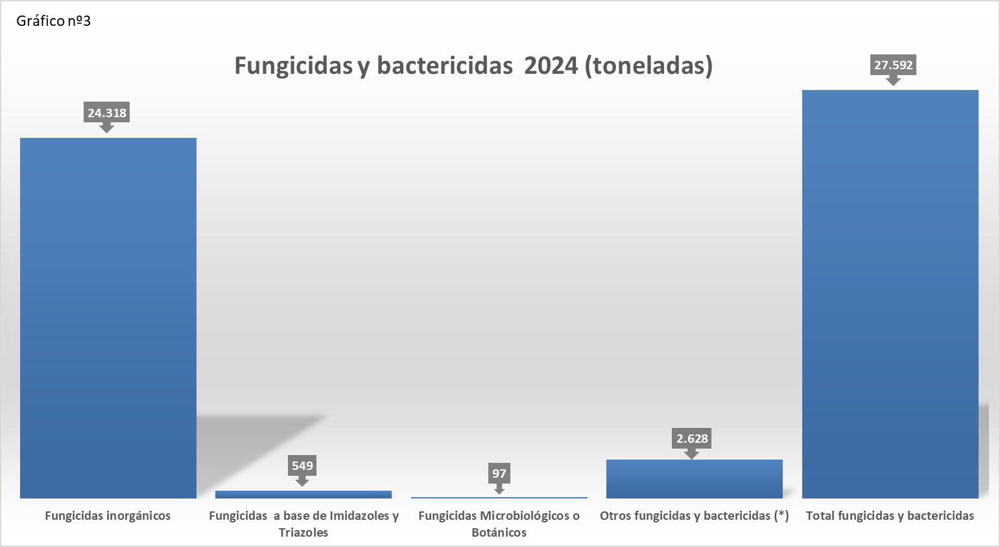 Gráfico nº3
Fungicidas y bactericidas 2024 (toneladas)
27.592
24.318
2.628
549
97
Fungicidas inorgánicos
Fungicidas a base de Imidazoles y
Triazoles
Fungicidas Microbiológicos o
Botánicos
Otros fungicidas y bactericidas (*)
Total fungicidas y bactericidas